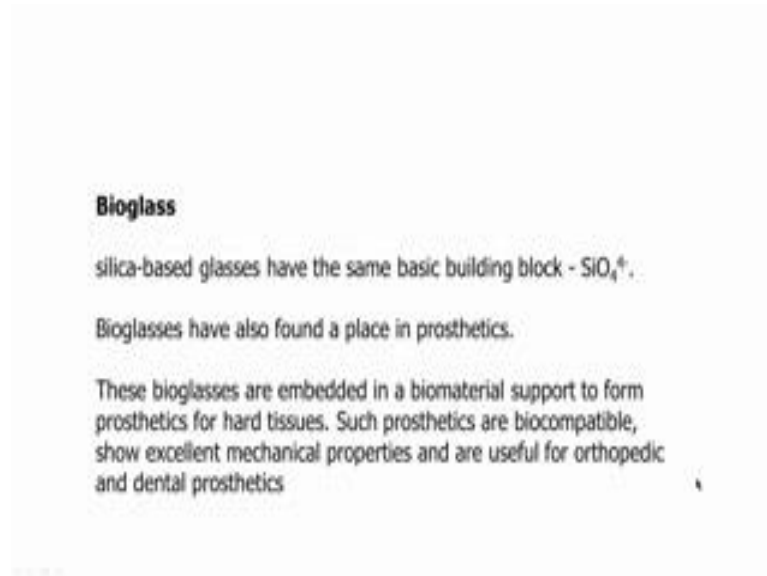 Bioglass
silica-based glasses have the same basic building block - SiO₄⁴⁻.
Bioglasses have also found a place in prosthetics.
These bioglasses are embedded in a biomaterial support to form
prosthetics for hard tissues. Such prosthetics are biocompatible,
show excellent mechanical properties and are useful for orthopedic
and dental prosthetics